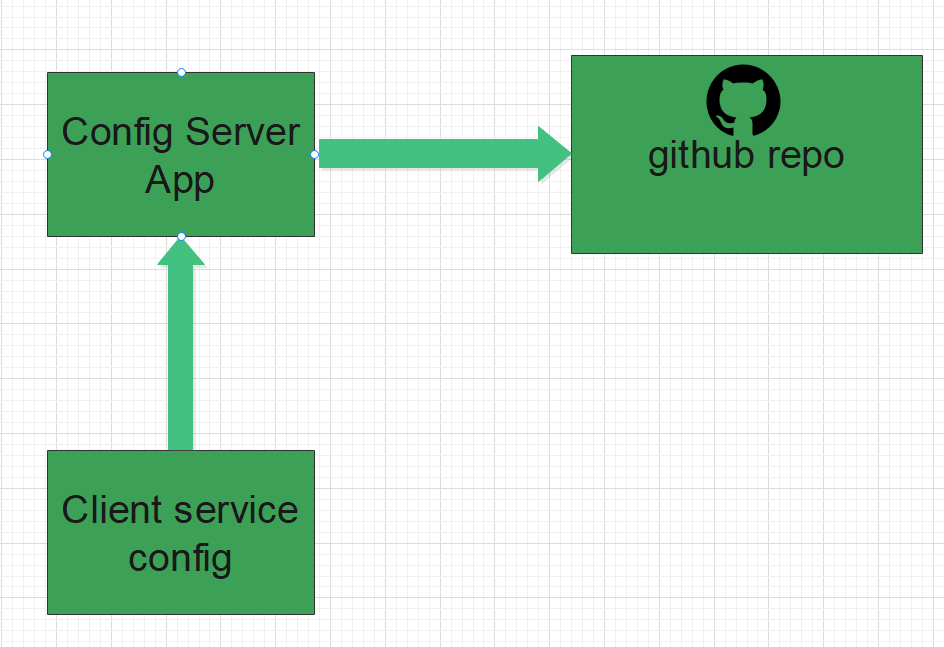 Config Server
App
github repo
Client service
config